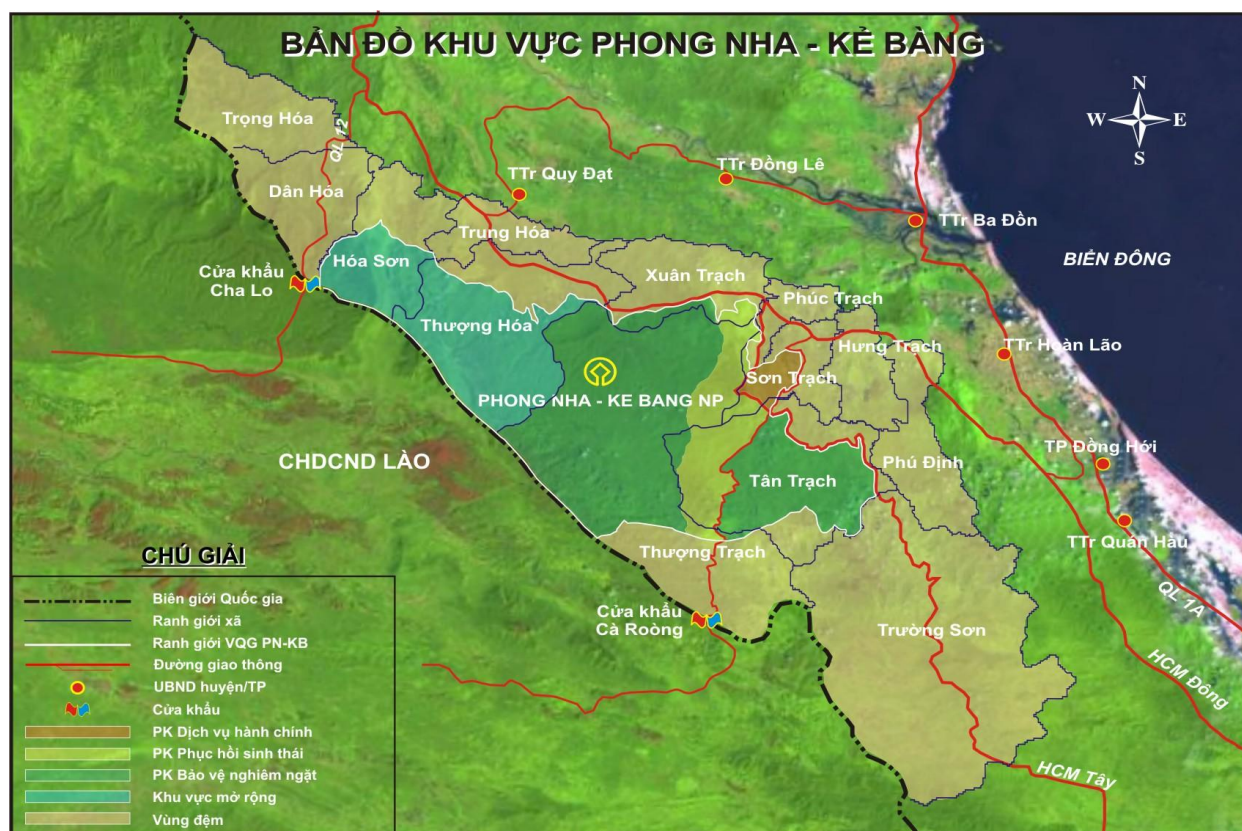 BẢN ĐỒ KHU VỰC PHONG NHA - KẺ BÀNG
N
W
E
S
Trọng Hóa
QL 12
TTr Quy Đạt
TTr Đồng Lê
Dân Hóa
TTr Ba Đồn
Trung Hóa
Hóa Sơn
Xuân Trạch
BIỂN ĐÔNG
Cửa khẩu
Cha Lo
Phúc Trạch
Thượng Hóa
Hưng Trạch
TTr Hoàn Lão
Sơn Trạch
PHONG NHA - KE BANG NP
CHDCND LÀO
Phú Định
TP Đồng Hới
Tân Trạch
TTr Quán Hàu
Thượng Trạch
QL 1A
Cửa khẩu
Cà Roòng
Trường Sơn
HCM Đông
HCM Tây
CHÚ GIẢI
Biên giới Quốc gia
Ranh giới xã
Ranh giới VQG PN-KB
Đường giao thông
UBND huyện/TP
Cửa khẩu
PK Dịch vụ hành chính
PK Phục hồi sinh thái
PK Bảo vệ nghiêm ngặt
Khu vực mở rộng
Vùng đệm